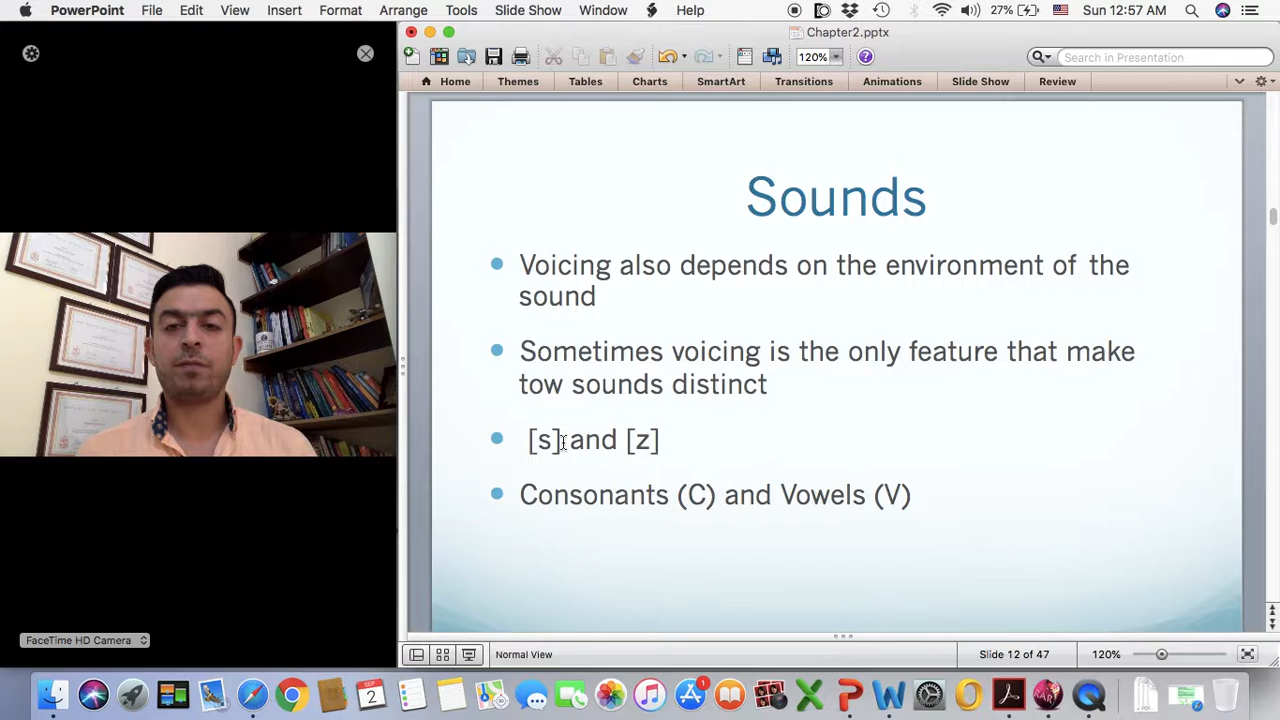 PowerPoint File Edit View Insert Format Arrange Tools Slide Show Window Help 27% Sun 12:57 AM
Chapter2.pptx
120% Search in Presentation
Home Themes Tables Charts SmartArt Transitions Animations Slide Show Review
Sounds
Voicing also depends on the environment of the
sound
Sometimes voicing is the only feature that make
tow sounds distinct
[s] and [z]
Consonants (C) and Vowels (V)
FaceTime HD Camera
Normal View Slide 12 of 47 120%
SEP
2
1